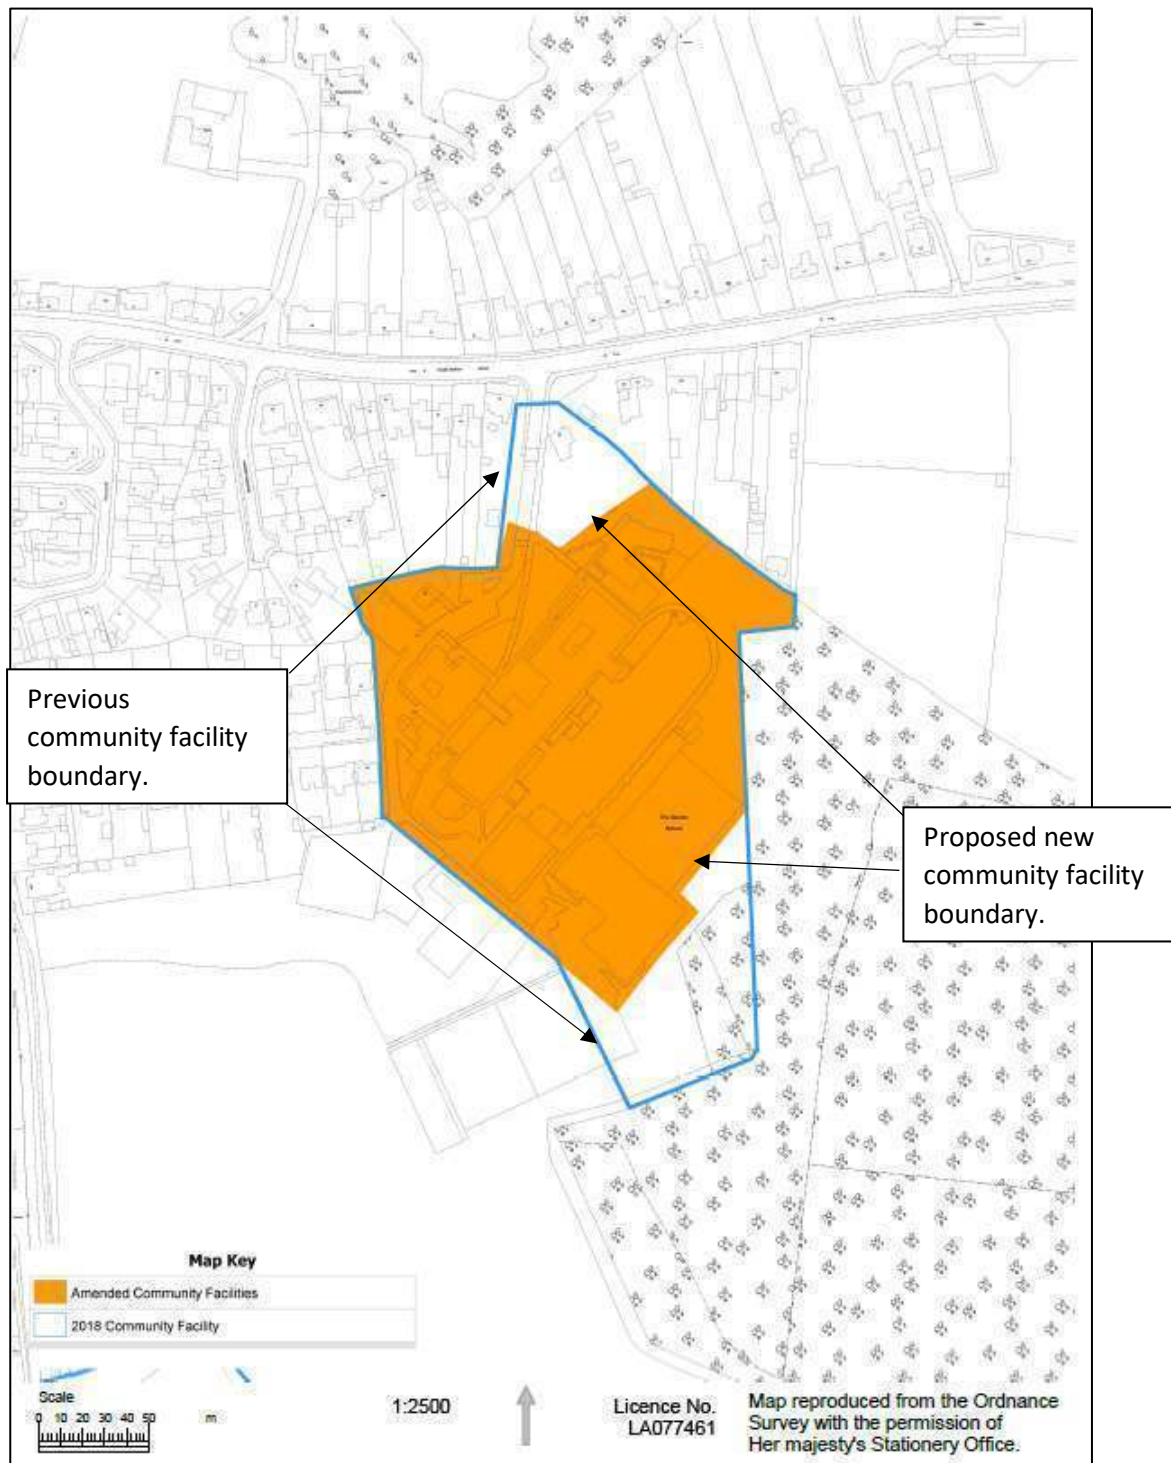 Previous
community facility
boundary.
Proposed new
community facility
boundary.
Map Key
Amended Community Facilities
2018 Community Facility
Scale
0 10 20 30 40 50 m
1:2500
Licence No.
LA077461
Map reproduced from the Ordnance
Survey with the permission of
Her majesty's Stationery Office.